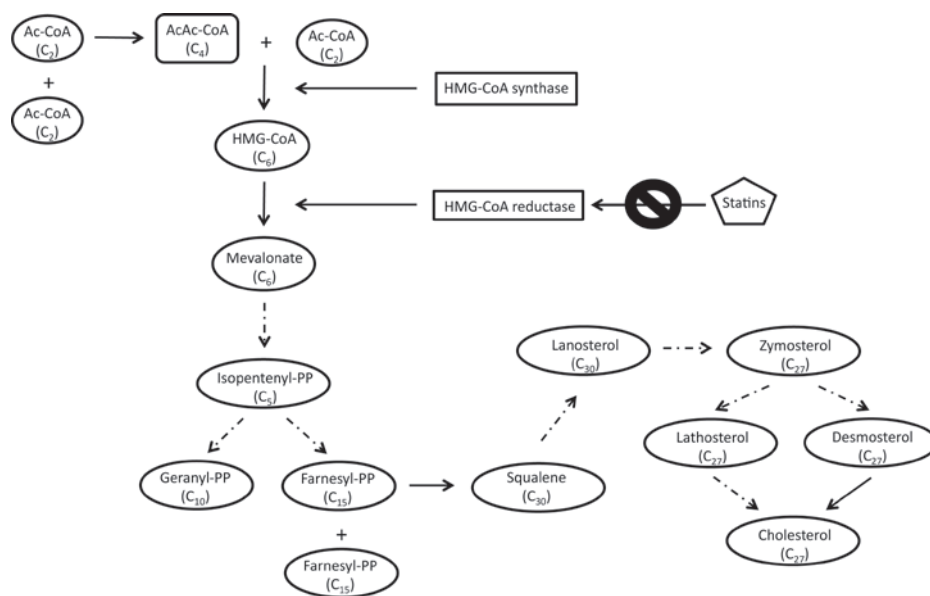 Ac-CoA
(C₂)
AcAc-CoA
(C₄)
+
Ac-CoA
(C₂)
+
Ac-CoA
(C₂)
HMG-CoA synthase
HMG-CoA
(C₆)
HMG-CoA reductase
Statins
Mevalonate
(C₆)
Isopentenyl-PP
(C₅)
Lanosterol
(C₃₀)
Zymosterol
(C₂₇)
Lathosterol
(C₂₇)
Desmosterol
(C₂₇)
Geranyl-PP
(C₁₀)
Farnesyl-PP
(C₁₅)
Squalene
(C₃₀)
+
Farnesyl-PP
(C₁₅)
Cholesterol
(C₂₇)